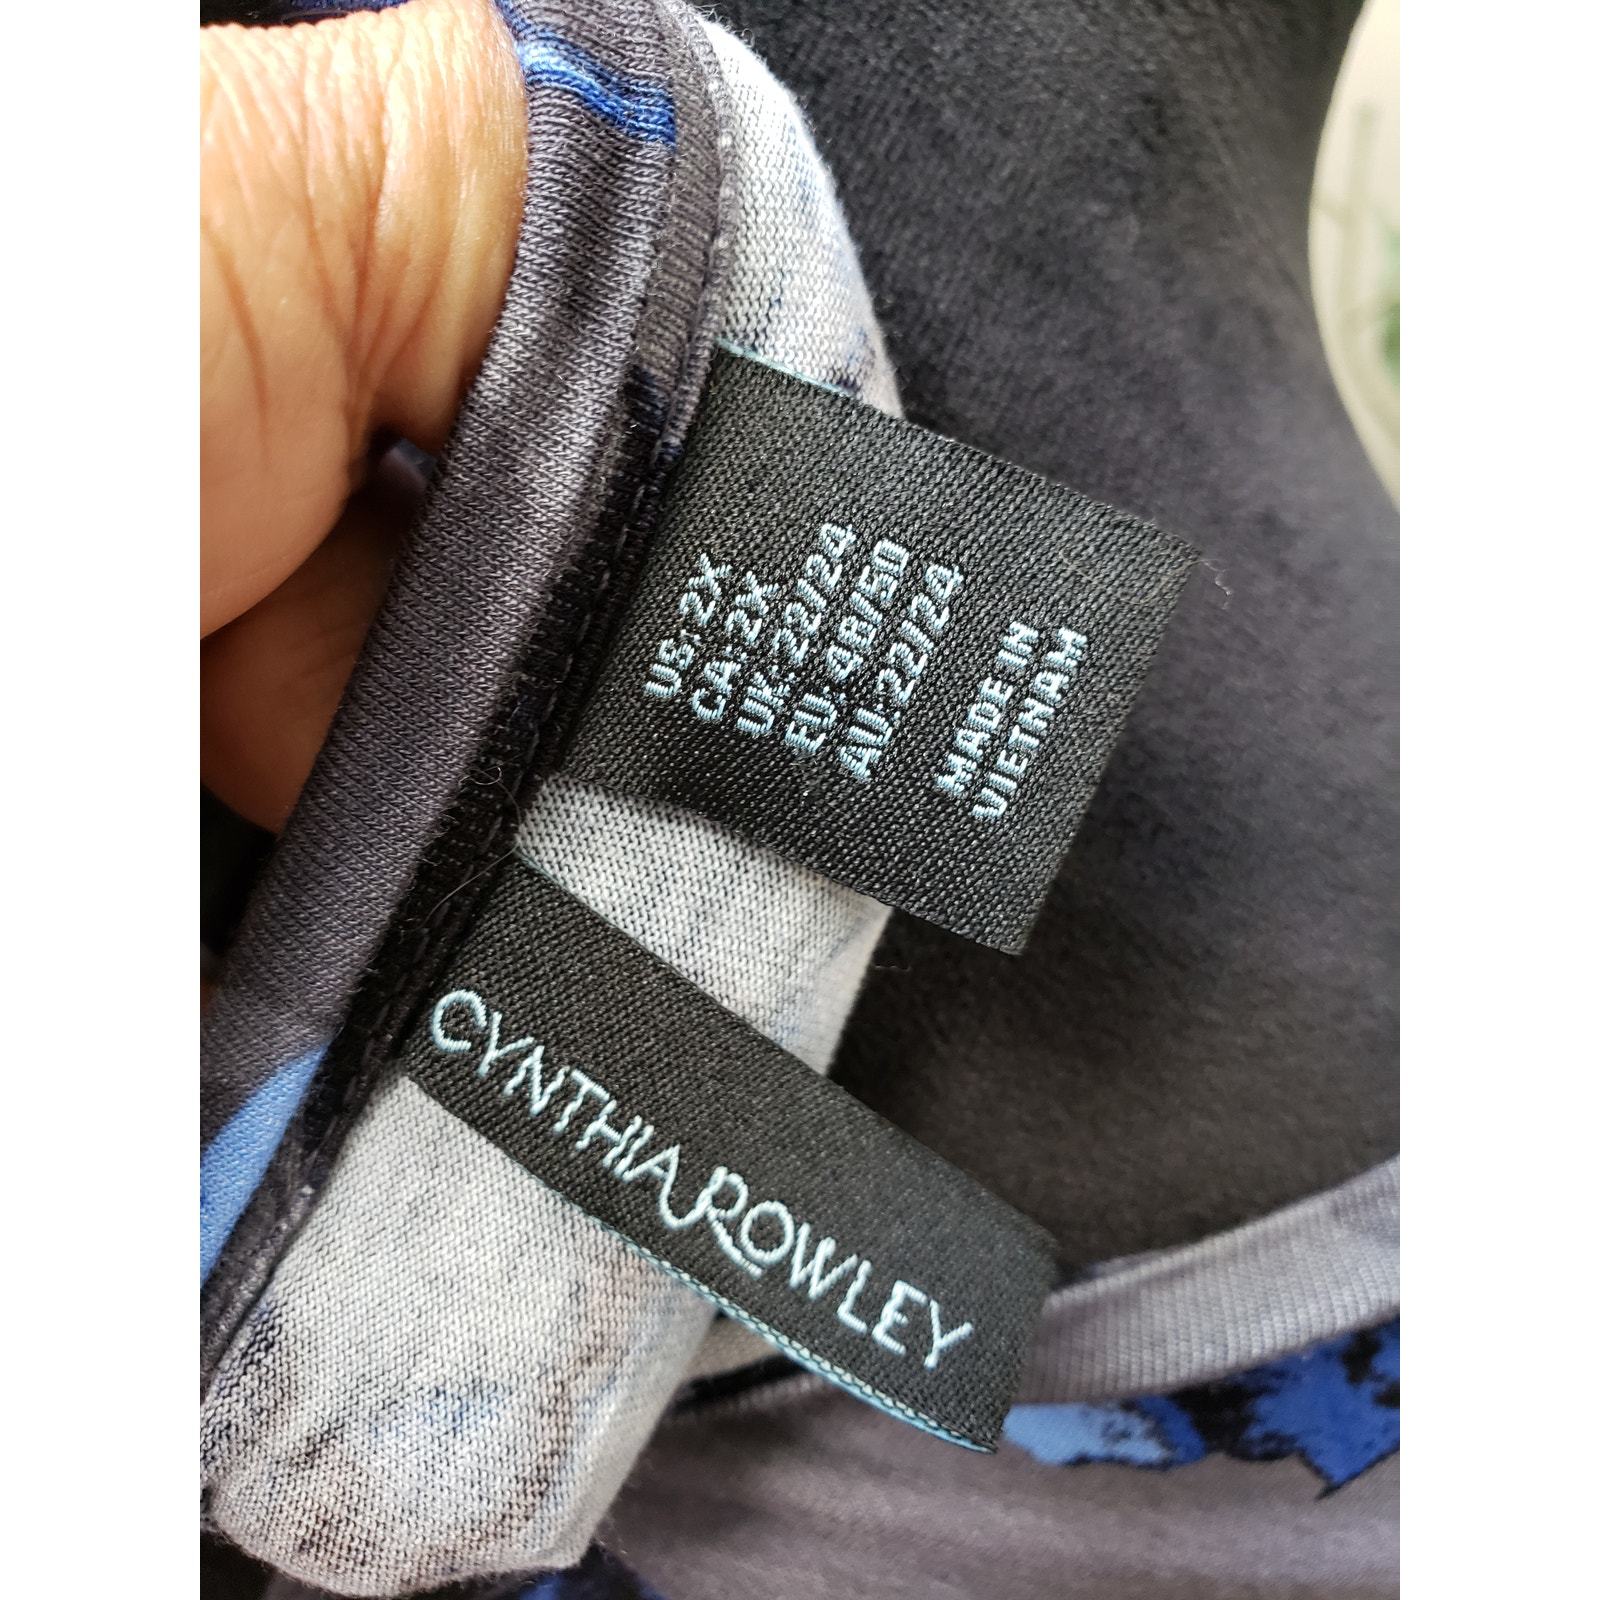 US: 2X
CA: 2X
UK: 22/24
EU: 48/50
AU: 22/24
MADE IN
VIETNAM
CYNTHIA ROWLEY